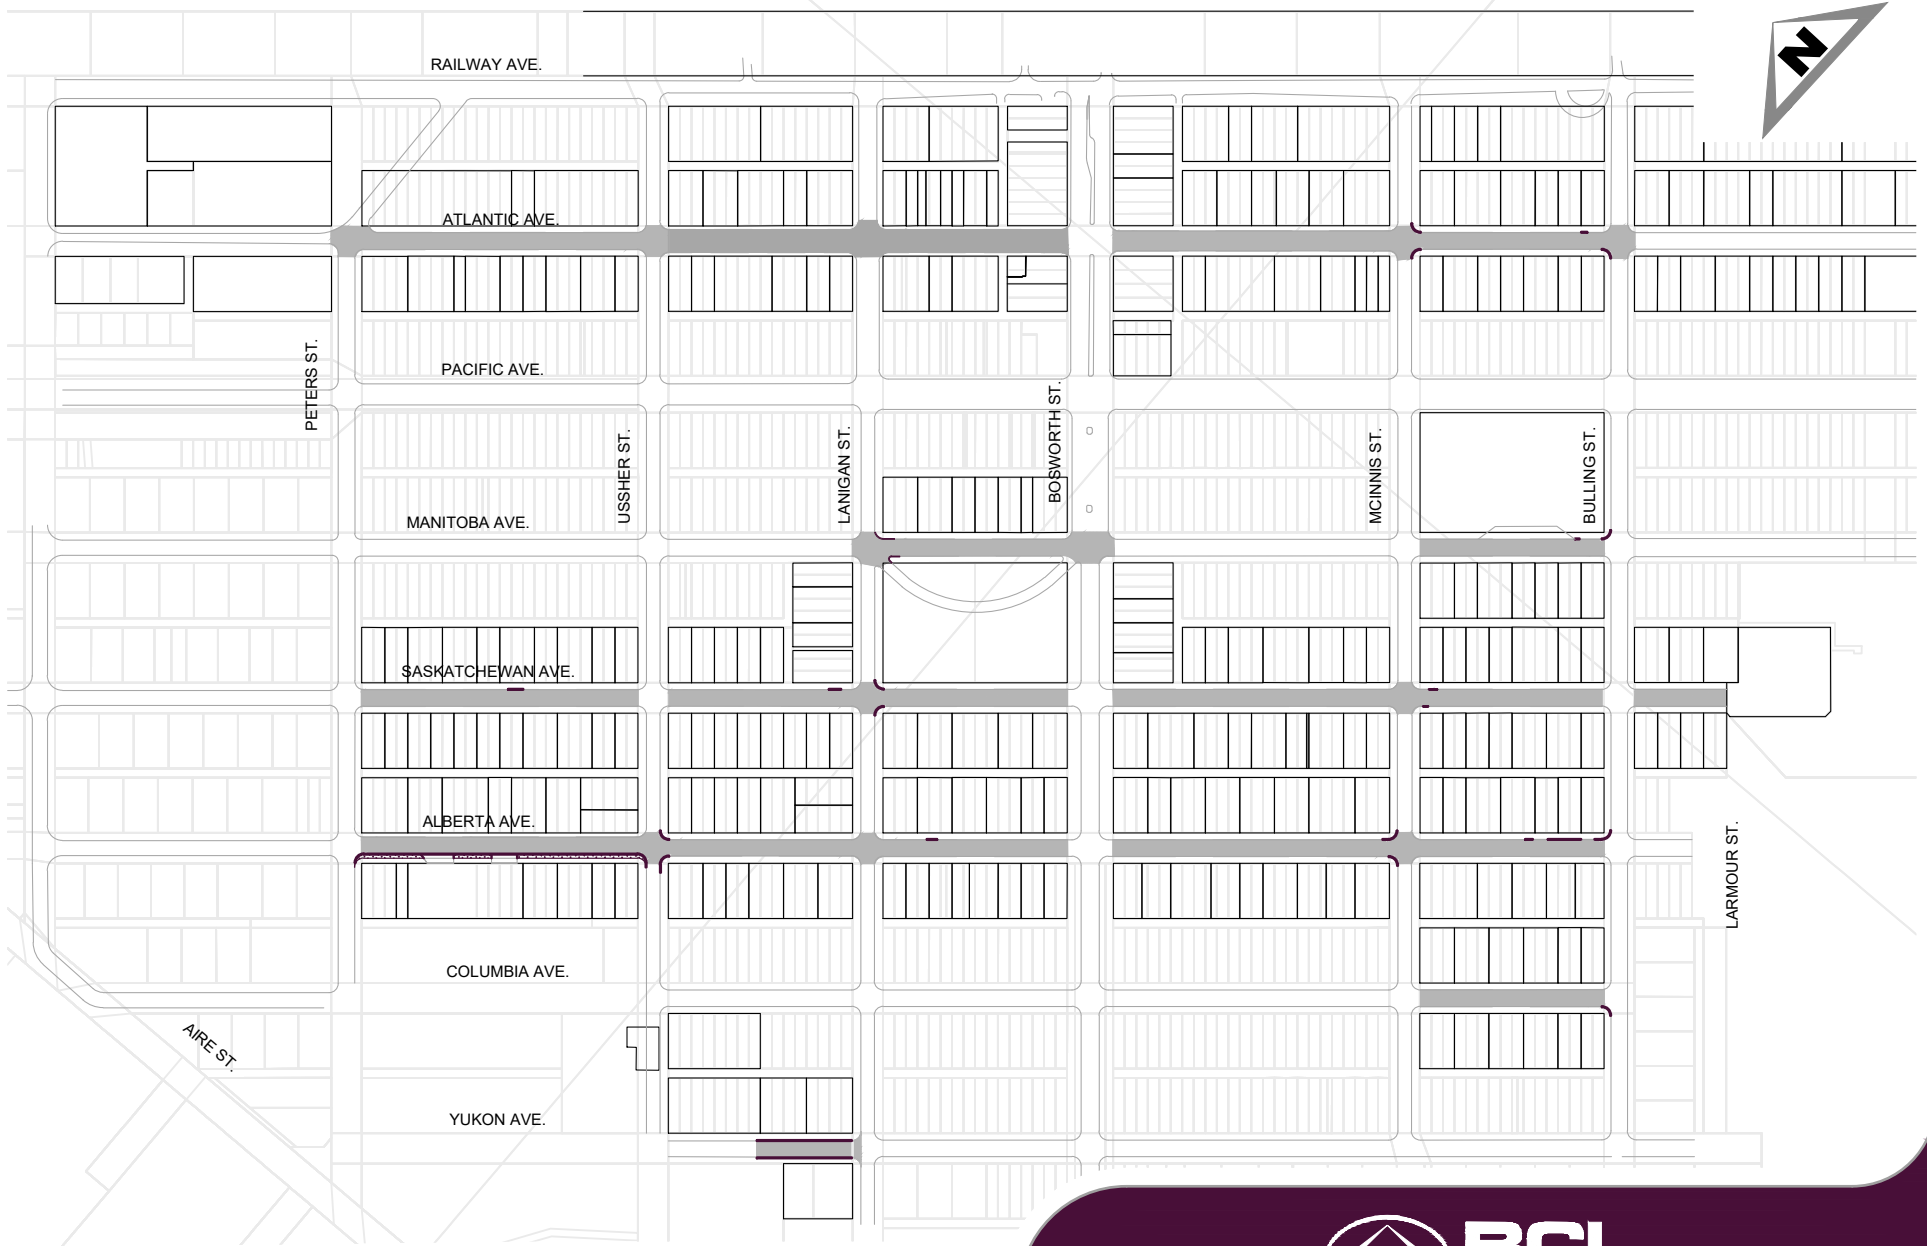 RAILWAY AVE.
N
ATLANTIC AVE.
PACIFIC AVE.
PETERS ST.
USSHER ST.
LANIGAN ST.
BOSWORTH ST.
MCINNIS ST.
BULLING ST.
MANITOBA AVE.
SASKATCHEWAN AVE.
ALBERTA AVE.
LARMOUR ST.
COLUMBIA AVE.
AIRE ST.
YUKON AVE.